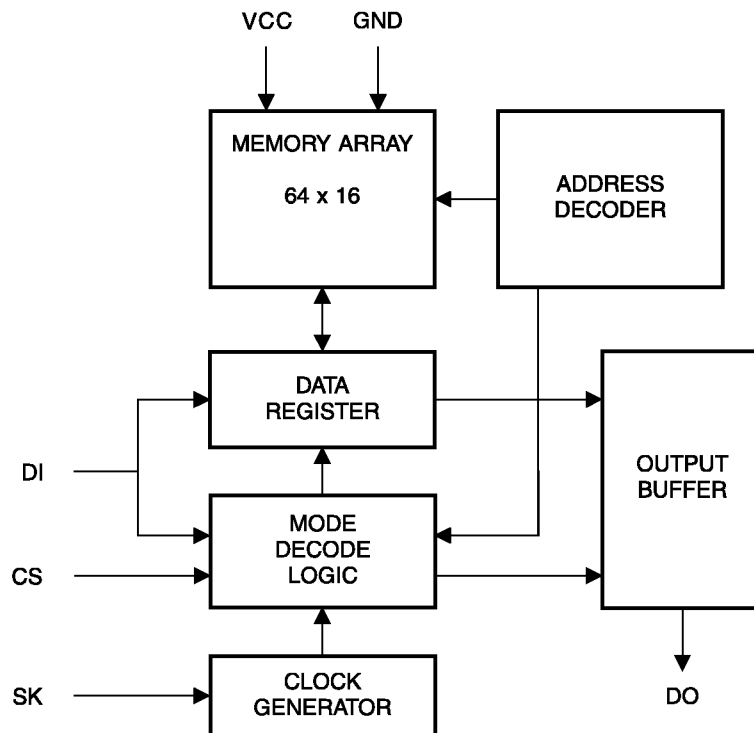 VCC
GND
MEMORY ARRAY
64 x 16
ADDRESS
DECODER
DATA
REGISTER
DI
OUTPUT
BUFFER
MODE
DECODE
LOGIC
CS
CLOCK
GENERATOR
SK
DO